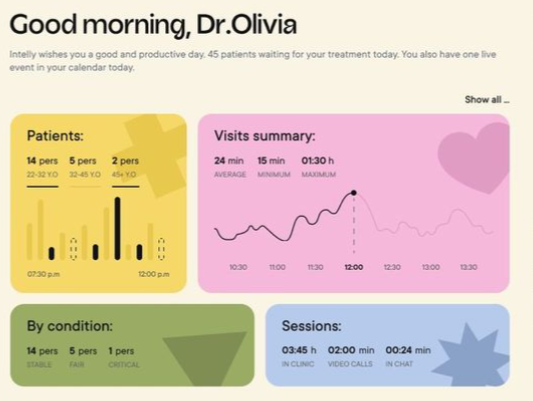 Good morning, Dr.Olivia
Intelly wishes you a good and productive day. 45 patients waiting for your treatment today. You also have one live
event in your calendar today.
Show all ...
Patients:
14 pers 5 pers 2 pers
22-32 Y.O 32-45 Y.O 45+ Y.O
07:30 p.m 12:00 p.m
Visits summary:
24 min 15 min 01:30 h
AVERAGE MINIMUM MAXIMUM
10:30 11:00 11:30 12:00 12:30 13:00 13:30
By condition:
14 pers 5 pers 1 pers
STABLE FAIR CRITICAL
Sessions:
03:45 h 02:00 min 00:24 min
IN CLINIC VIDEO CALLS IN CHAT